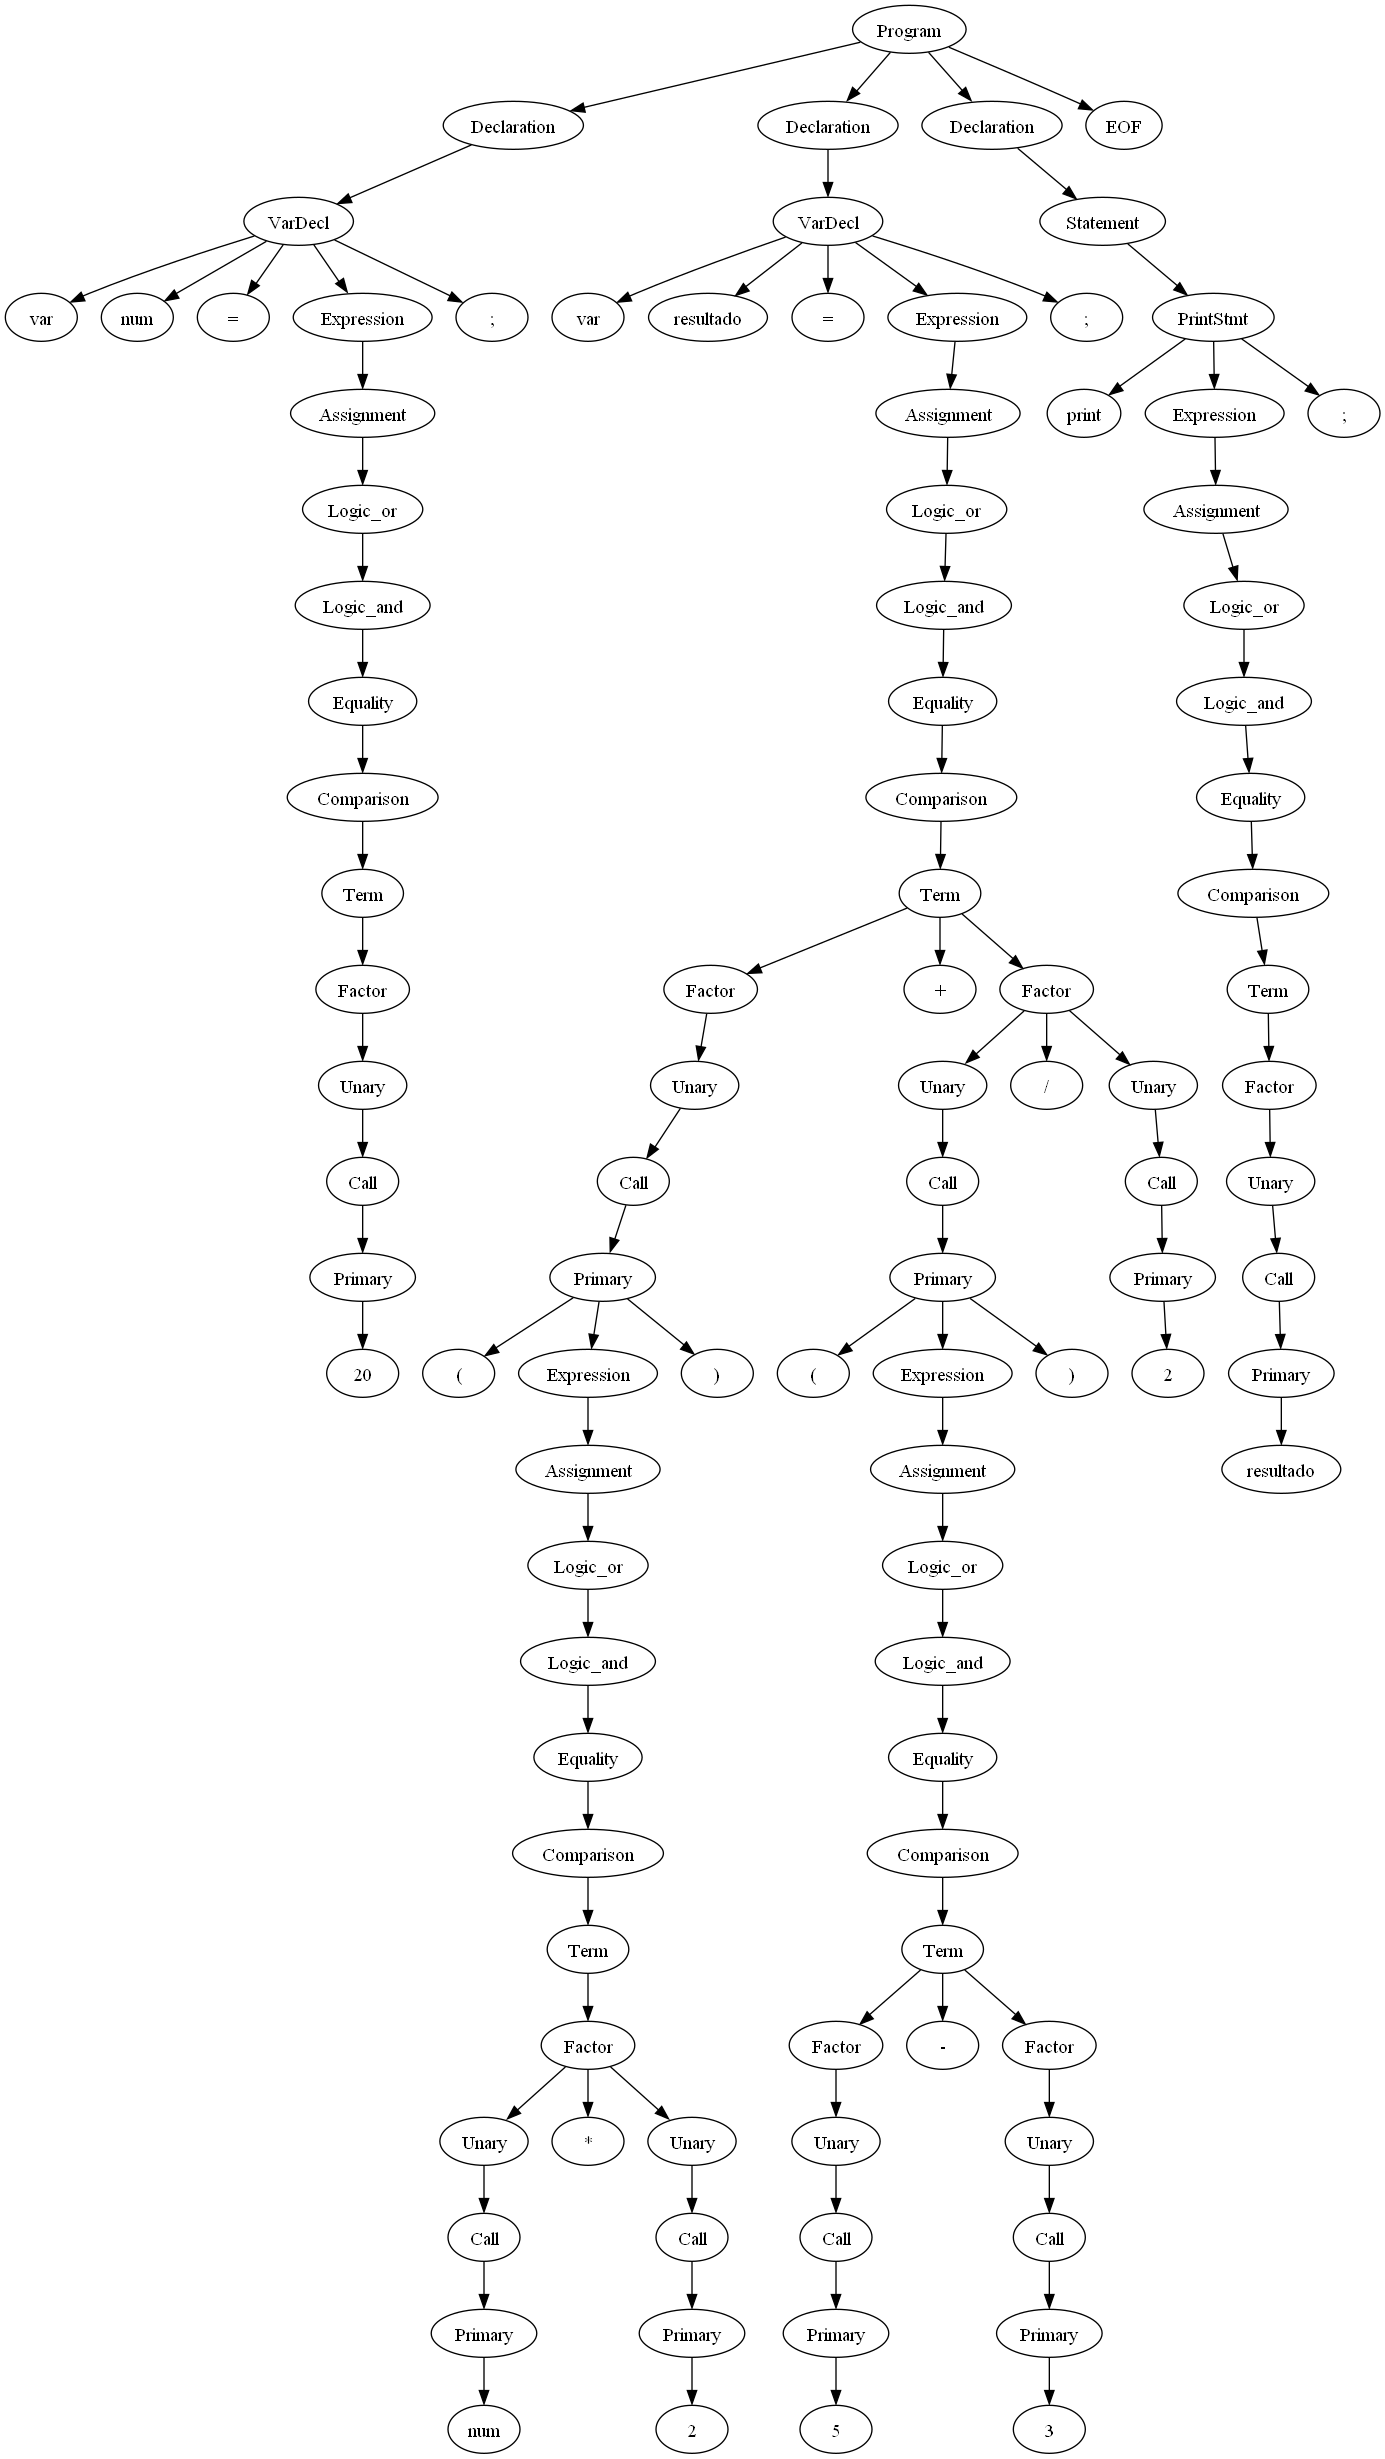 Program
Declaration Declaration Declaration EOF
VarDecl VarDecl Statement
var num = Expression ; var resultado = Expression ; PrintStmt
Assignment Assignment print Expression ;
Logic_or Logic_or Assignment
Logic_and Logic_and Logic_or
Equality Equality Logic_and
Comparison Comparison Equality
Term Term Comparison
Factor Factor + Factor Term
Unary Unary Unary / Unary Factor
Call Call Call Call Unary
Primary Primary Primary Primary Call
20 ( Expression ) ( Expression ) 2 Primary
Assignment Assignment resultado
Logic_or Logic_or
Logic_and Logic_and
Equality Equality
Comparison Comparison
Term Term
Factor Factor - Factor
Unary * Unary Unary Unary
Call Call Call Call
Primary Primary Primary Primary
num 2 5 3